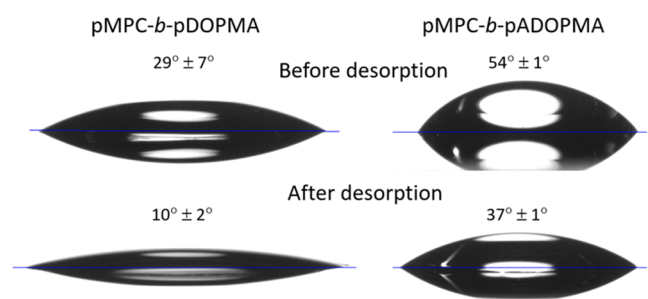 pMPC-b-pDOPMA
pMPC-b-pADOPMA
29° ± 7°
54° ± 1°
Before desorption
After desorption
10° ± 2°
37° ± 1°